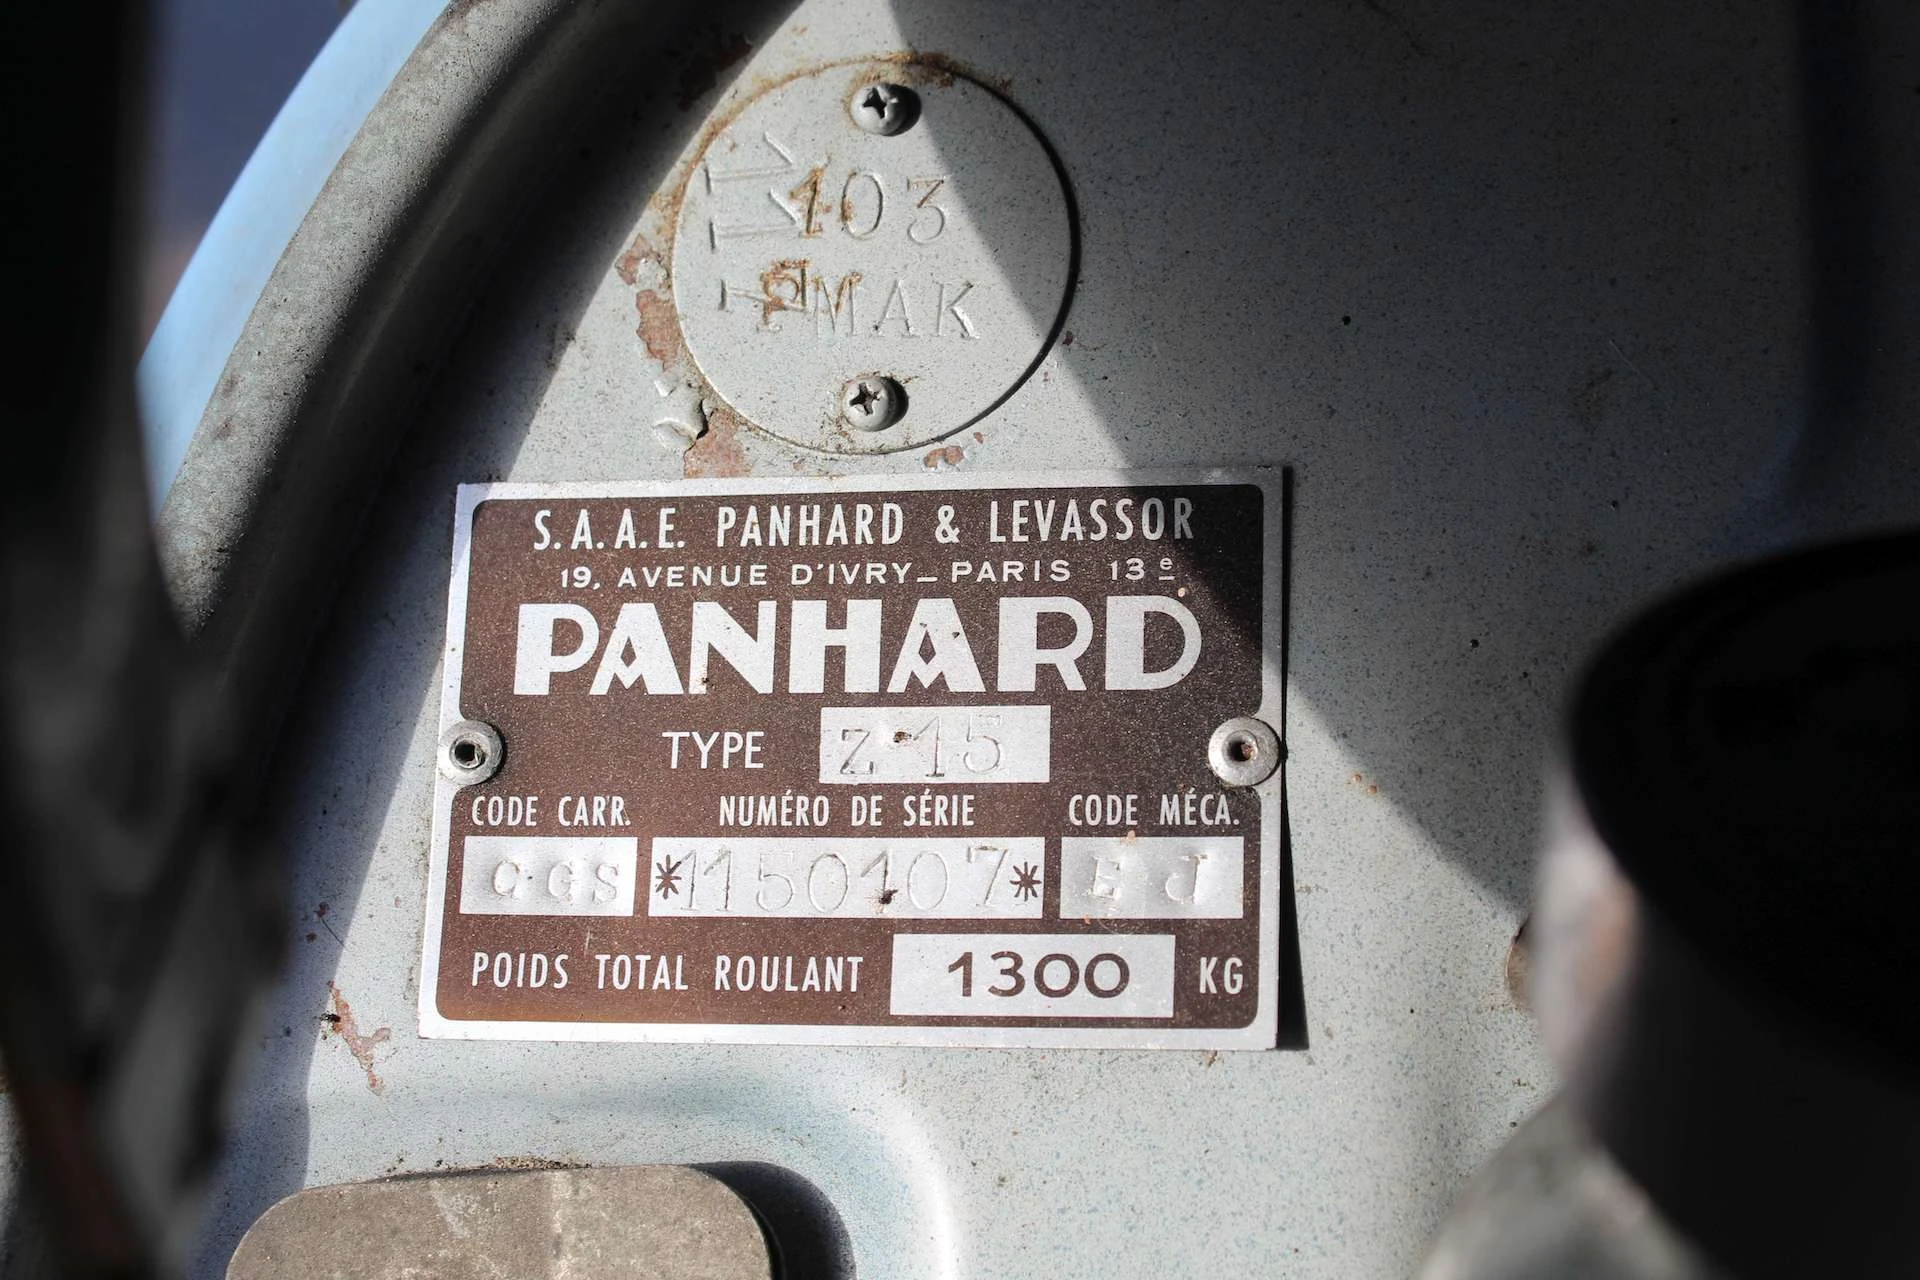 103
MAK
S.A.A.E. PANHARD & LEVASSOR
19, AVENUE D'IVRY_PARIS 13e
PANHARD
TYPE Z 15
CODE CARR. NUMÉRO DE SÉRIE CODE MÉCA.
CGS *1150107* EJ
POIDS TOTAL ROULANT 1300 KG